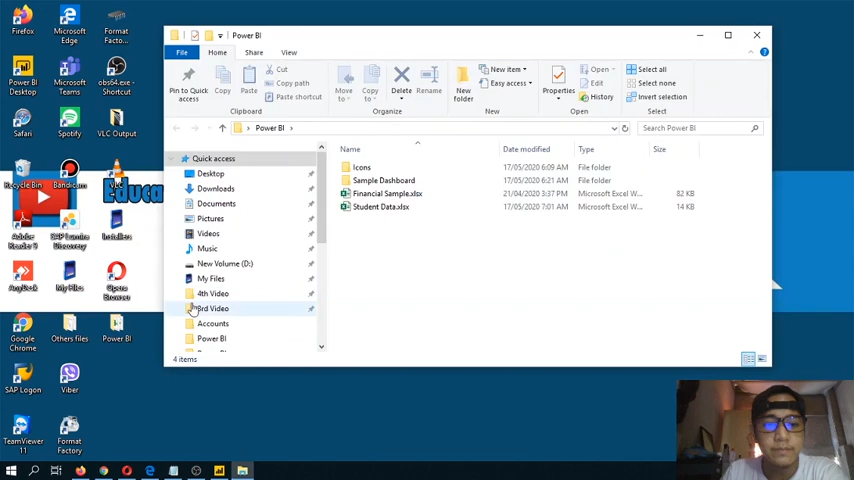 Firefox
Microsoft
Edge
Format
Facto...
Power BI
Desktop
Microsoft
Teams
obs64.exe -
Shortcut
Safari
Spotify
VLC Output
Recycle Bin
Bandicam
VLC
Educa
Adobe
Reader 9
SAP Lumira
Discovery
Installers
AnyDesk
My Files
Opera
Browser
Google
Chrome
Others files
Power BI
SAP Logon
Viber
TeamViewer
11
Format
Factory
Power BI
File
Home
Share
View
Pin to Quick
access
Copy
Paste
Cut
Copy path
Paste shortcut
Clipboard
Move
to
Copy
to
Delete
Rename
Organize
New
folder
New item
Easy access
New
Properties
Open
Edit
History
Open
Select all
Select none
Invert selection
Select
Power BI
Search Power BI
Quick access
Desktop
Downloads
Documents
Pictures
Videos
Music
New Volume (D:)
My Files
4th Video
3rd Video
Accounts
Power BI
Name
Date modified
Type
Size
Icons 17/05/2020 6:09 AM File folder
Sample Dashboard 17/05/2020 6:21 AM File folder
Financial Sample.xlsx 21/04/2020 3:37 PM Microsoft Excel W... 82 KB
Student Data.xlsx 17/05/2020 7:01 AM Microsoft Excel W... 14 KB
4 items